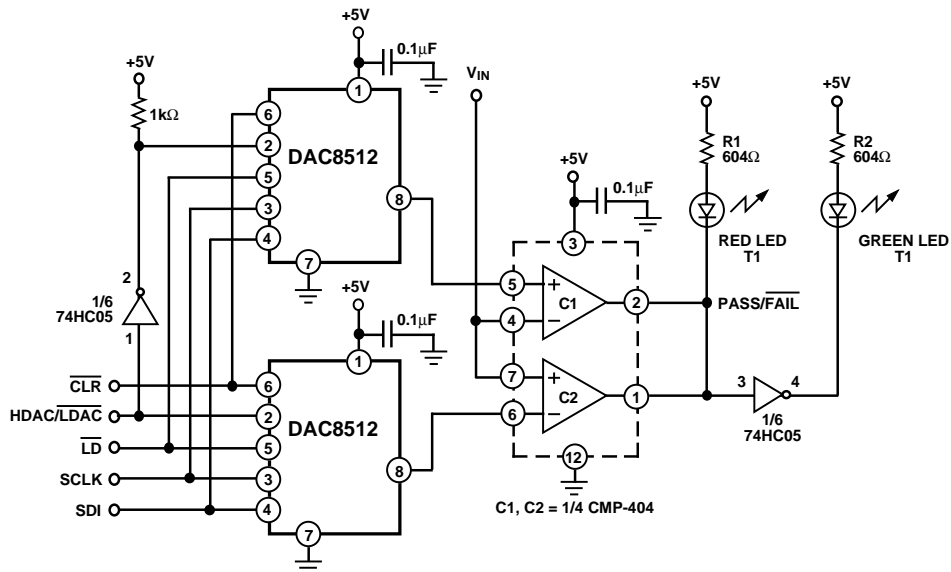 +5V
0.1µF
+5V
1kΩ
1
6
2
5
3
4
DAC8512
8
7
VIN
+5V
0.1µF
3
+5V
R1
604Ω
RED LED
T1
+5V
R2
604Ω
GREEN LED
T1
2
1/6
74HC05
1
+5V
0.1µF
1
5
+
4
–
C1
2
PASS/FAIL
7
+
6
–
C2
1
3
4
1/6
74HC05
12
C1, C2 = 1/4 CMP-404
CLR
6
HDAC/LDAC
2
LD
5
SCLK
3
SDI
4
DAC8512
8
7